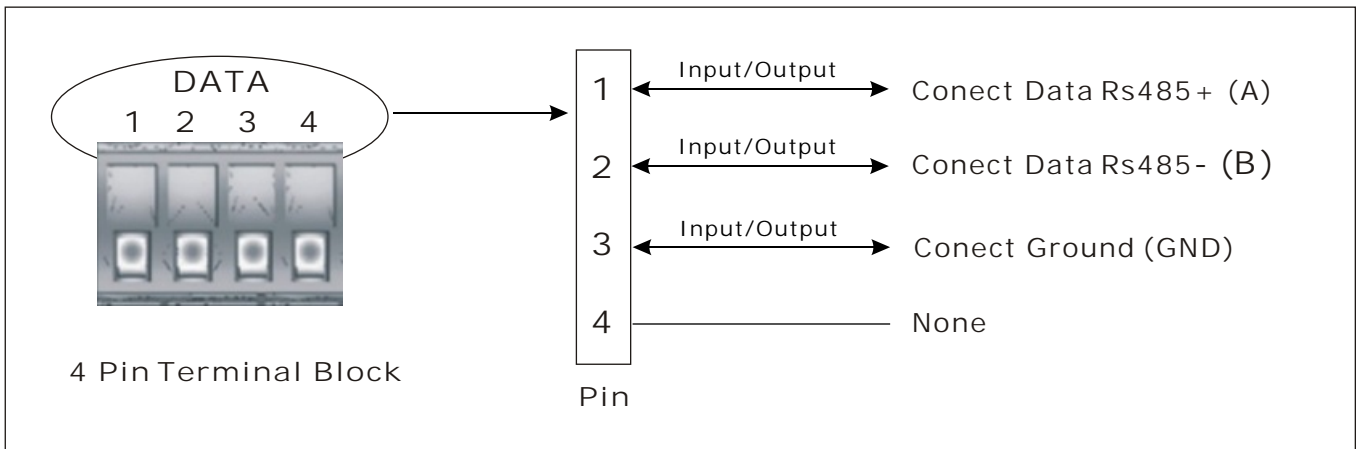 DATA
1 2 3 4
4 Pin Terminal Block
1 Input/Output Conect Data Rs485+ (A)
2 Input/Output Conect Data Rs485- (B)
3 Input/Output Conect Ground (GND)
4 None
Pin